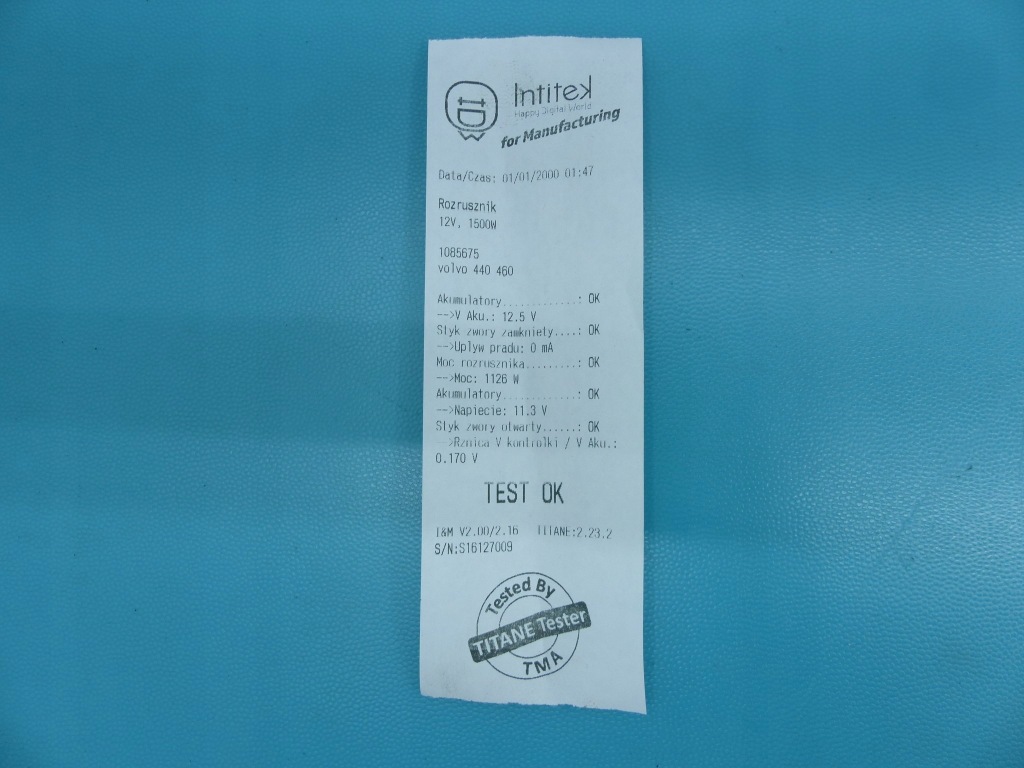 Intitek
Happy Digital World
for Manufacturing
Data/Czas: 01/01/2000 01:47
Rozrusznik
12V, 1500W
1085675
volvo 440 460
Akumulatory............: OK
-->V Aku.: 12.5 V
Styk zwory zamkniety....: OK
-->Uplyw pradu: 0 mA
Moc rozrusznika.........: OK
-->Moc: 1126 W
Akumulatory............: OK
-->Napiecie: 11.3 V
Styk zwory otwarty......: OK
-->Rznica V kontrolki / V Aku.:
0.170 V
TEST OK
T&M V2.00/2.16 TITANE:2.23.2
S/N:S16127009
Tested By
TITANE Tester
TMA